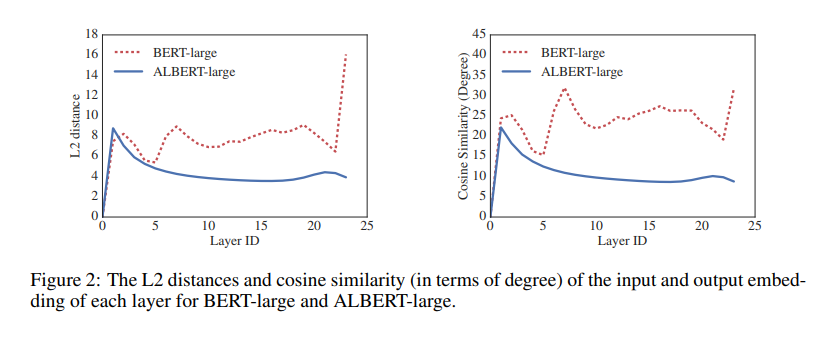 18
16
14
12
10
8
6
4
2
0
L2 distance
BERT-large
ALBERT-large
0 5 10 15 20 25
Layer ID
45
40
35
30
25
20
15
10
5
0
Cosine Similarity (Degree)
BERT-large
ALBERT-large
0 5 10 15 20 25
Layer ID
Figure 2: The L2 distances and cosine similarity (in terms of degree) of the input and output embed-
ding of each layer for BERT-large and ALBERT-large.